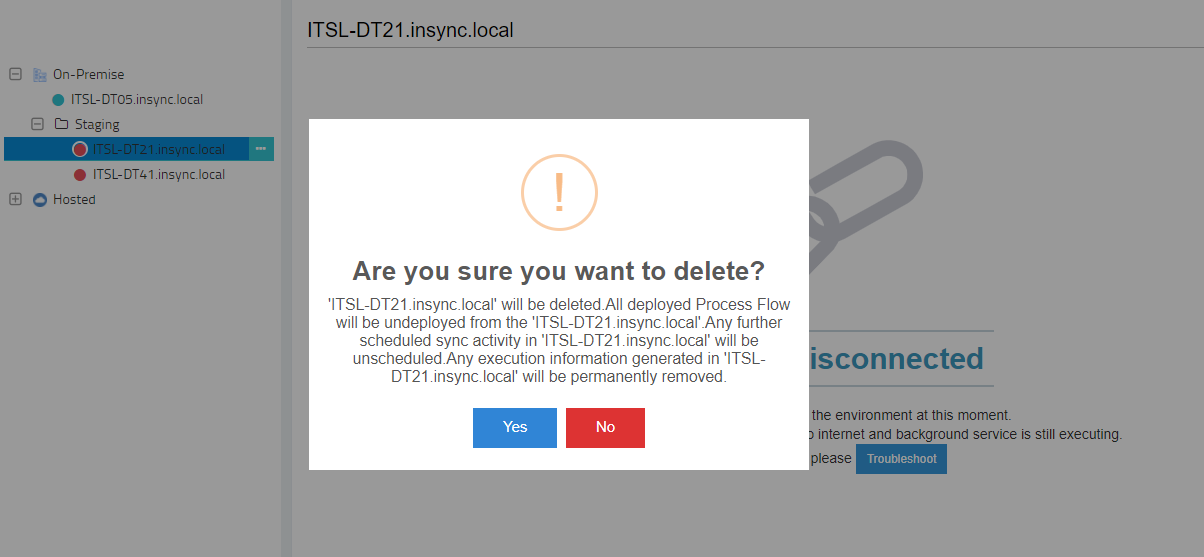 ITSL-DT21.insync.local
On-Premise
ITSL-DT05.insync.local
Staging
ITSL-DT21.insync.local
ITSL-DT41.insync.local
Hosted
!
Are you sure you want to delete?
'ITSL-DT21.insync.local' will be deleted.All deployed Process Flow
will be undeployed from the 'ITSL-DT21.insync.local'.Any further
scheduled sync activity in 'ITSL-DT21.insync.local' will be
unscheduled.Any execution information generated in 'ITSL-
DT21.insync.local' will be permanently removed.
Yes No
isconnected
the environment at this moment.
internet and background service is still executing.
please Troubleshoot